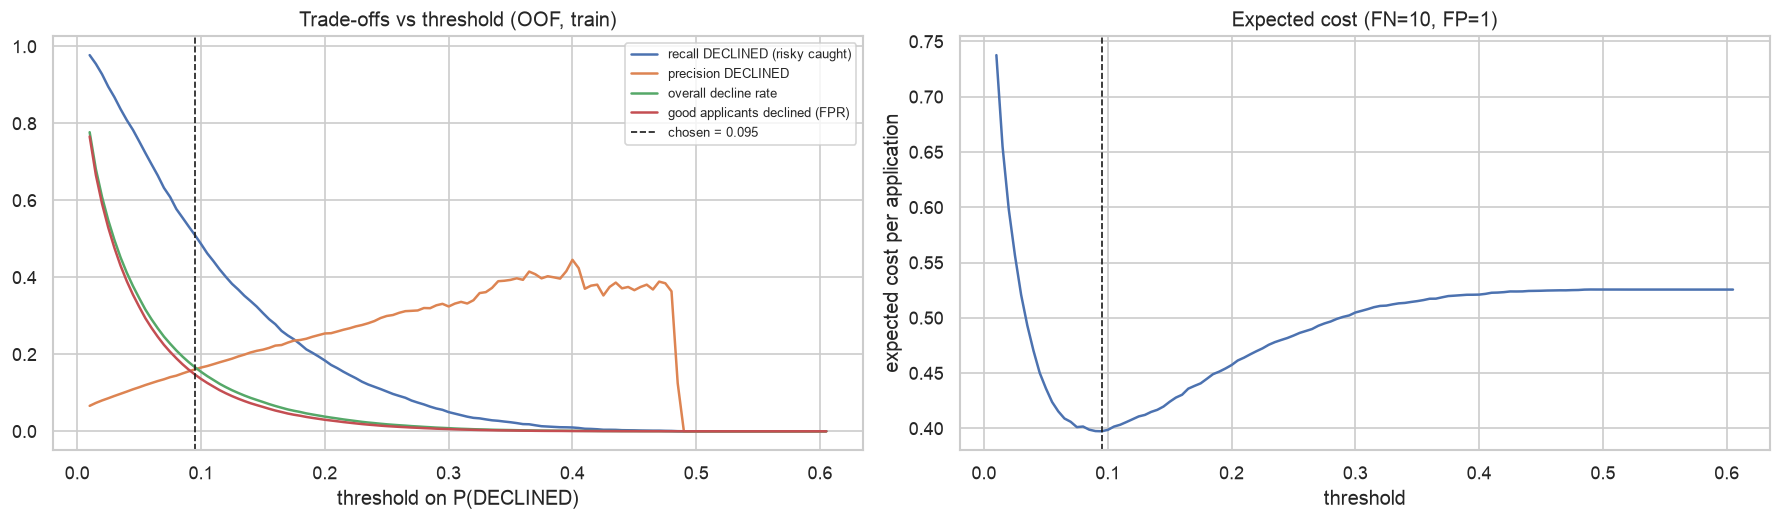 Trade-offs vs threshold (OOF, train)
1.0
0.8
0.6
0.4
0.2
0.0
recall DECLINED (risky caught)
precision DECLINED
overall decline rate
good applicants declined (FPR)
chosen = 0.095
0.0 0.1 0.2 0.3 0.4 0.5 0.6
threshold on P(DECLINED)
Expected cost (FN=10, FP=1)
expected cost per application
0.75
0.70
0.65
0.60
0.55
0.50
0.45
0.40
0.0 0.1 0.2 0.3 0.4 0.5 0.6
threshold